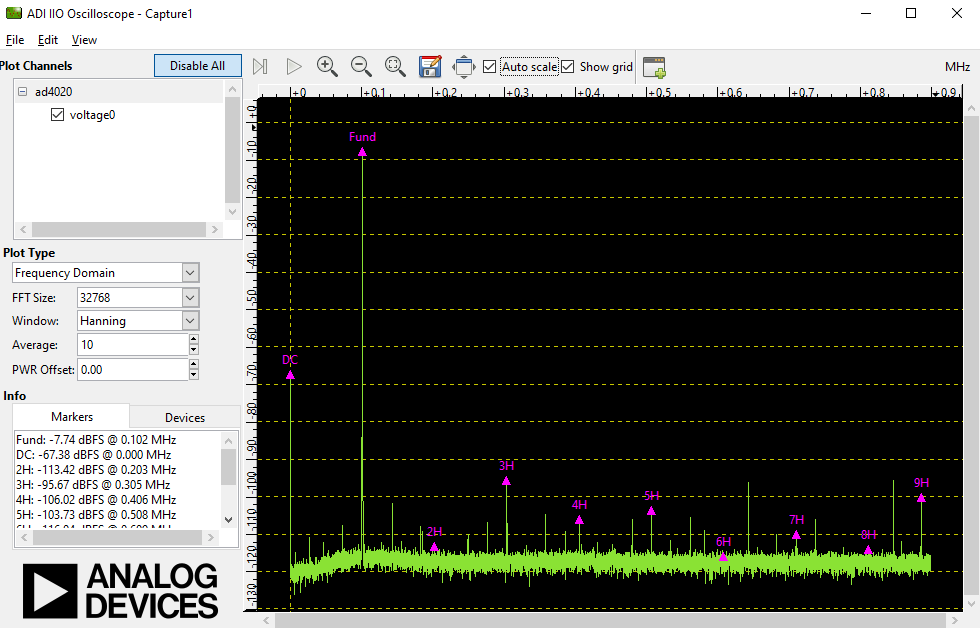 ADI IIO Oscilloscope - Capture1
File Edit View
Plot Channels
Disable All
Auto scale
Show grid
MHz
ad4020
voltage0
+0 +0.1 +0.2 +0.3 +0.4 +0.5 +0.6 +0.7 +0.8 +0.9
+0
-10
-20
-30
-40
-50
-60
-70
-80
-90
-100
-110
-120
-130
Fund
DC
2H
3H
4H
5H
6H
7H
8H
9H
Plot Type
Frequency Domain
FFT Size: 32768
Window: Hanning
Average: 10
PWR Offset: 0.00
Info
Markers Devices
Fund: -7.74 dBFS @ 0.102 MHz
DC: -67.38 dBFS @ 0.000 MHz
2H: -113.42 dBFS @ 0.203 MHz
3H: -95.67 dBFS @ 0.305 MHz
4H: -106.02 dBFS @ 0.406 MHz
5H: -103.73 dBFS @ 0.508 MHz
ANALOG
DEVICES